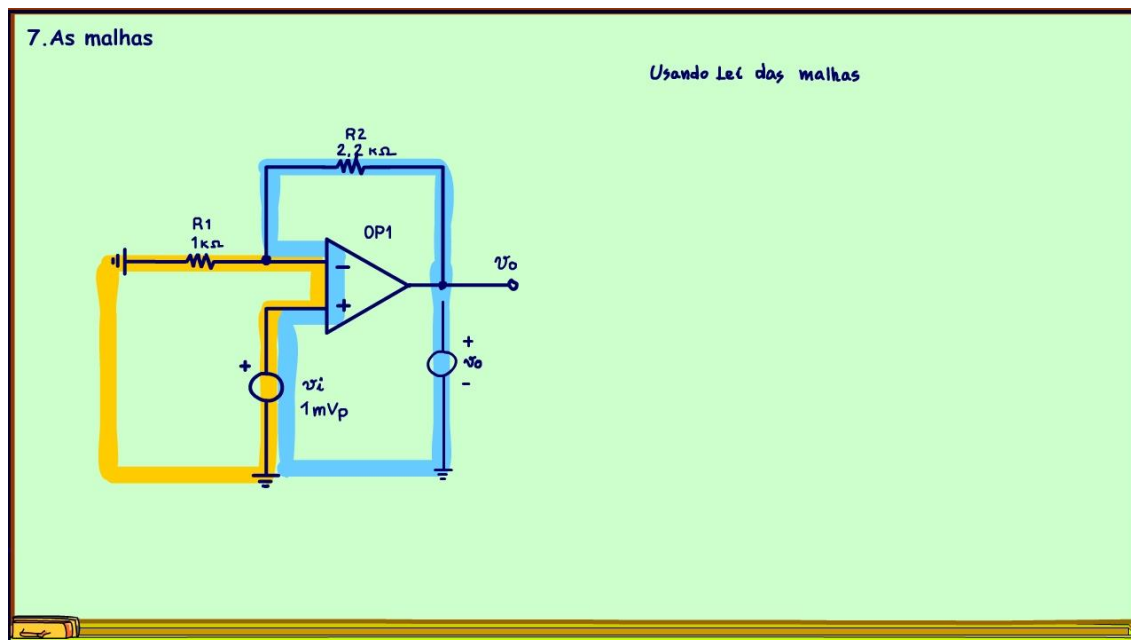 7.As malhas
Usando Lei das malhas
R2
2,2 kΩ
R1
1kΩ
OP1
-
+
vo
+
vi
1mVp
+
vo
-